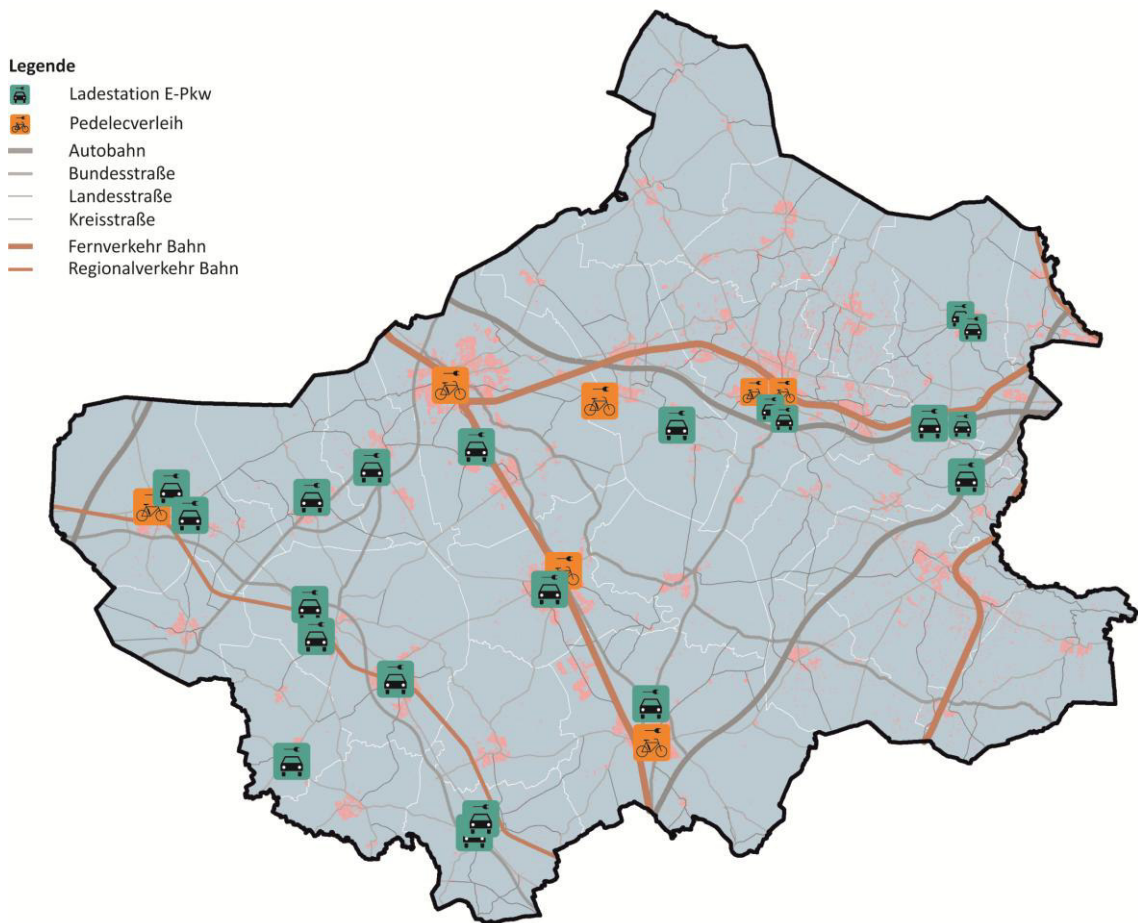 Legende
Ladestation E-Pkw
Pedelecverleih
Autobahn
Bundesstraße
Landesstraße
Kreisstraße
Fernverkehr Bahn
Regionalverkehr Bahn